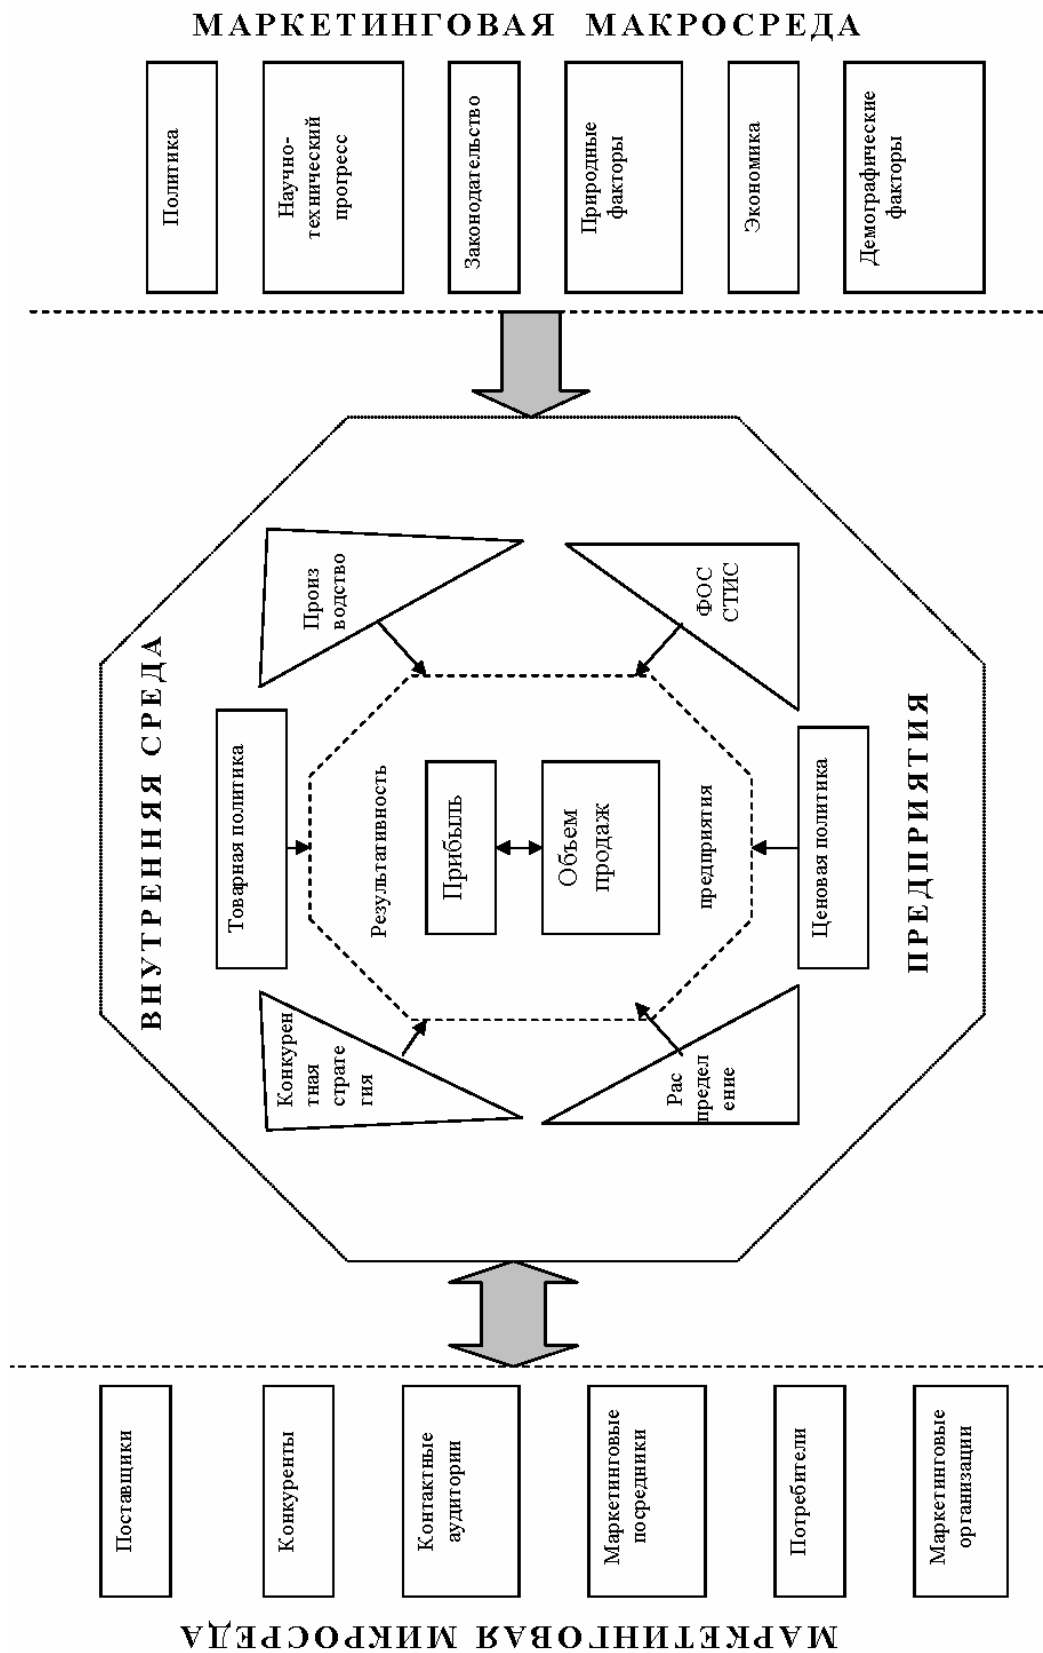 МАРКЕТИНГОВАЯ МАКРОСРЕДА
Политика
Научно-
технический
прогресс
Законодательство
Природные
факторы
Экономика
Демографические
факторы
ВНУТРЕННЯЯ СРЕДА
Произ
водство
ФОС
СТИС
Товарная политика
Результативность
Прибыль
Объем
продаж
предприятия
Ценовая политика
ПРЕДПРИЯТИЯ
Конкурен
тная
страте
гия
Рас
предел
ение
Поставщики
Конкуренты
Контактные
аудитории
Маркетинговые
посредники
Потребители
Маркетинговые
организации
МАРКЕТИНГОВАЯ МИКРОСРЕДА